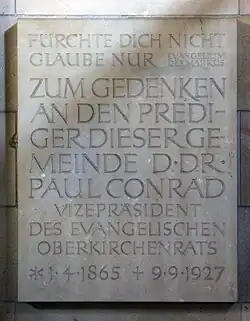 FÜRCHTE DICH NICHT
GLAUBE NUR EVANGELIUM
ZUM GEDENKEN
AN DEN PREDI-
GER DIESER GE-
MEINDE D·DR·
PAUL CONRAD
VIZEPRÄSIDENT
DES EVANGELISCHEN
OBERKIRCHENRATS
* 1·4·1865 + 9·9·1927